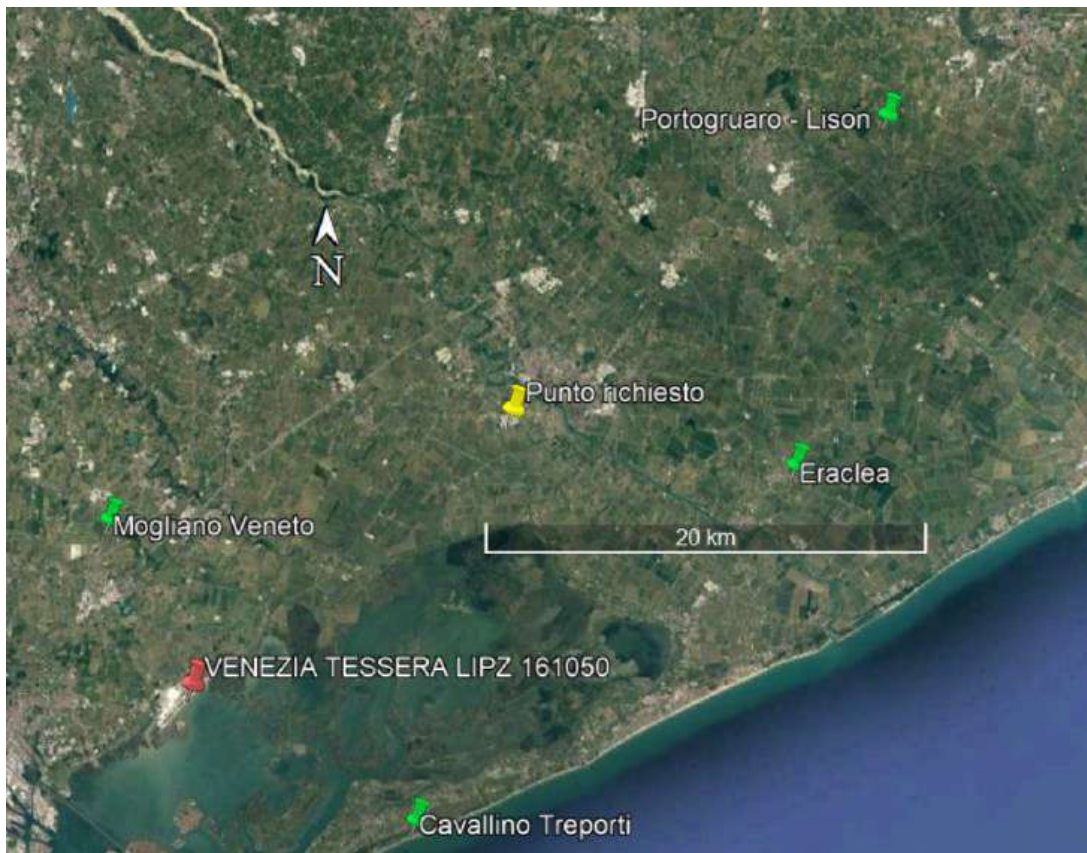 Portogruaro - Lison
N
Punto richiesto
Eraclea
Mogliano Veneto
20 km
VENEZIA TESSERA LIPZ 161050
Cavallino Treporti